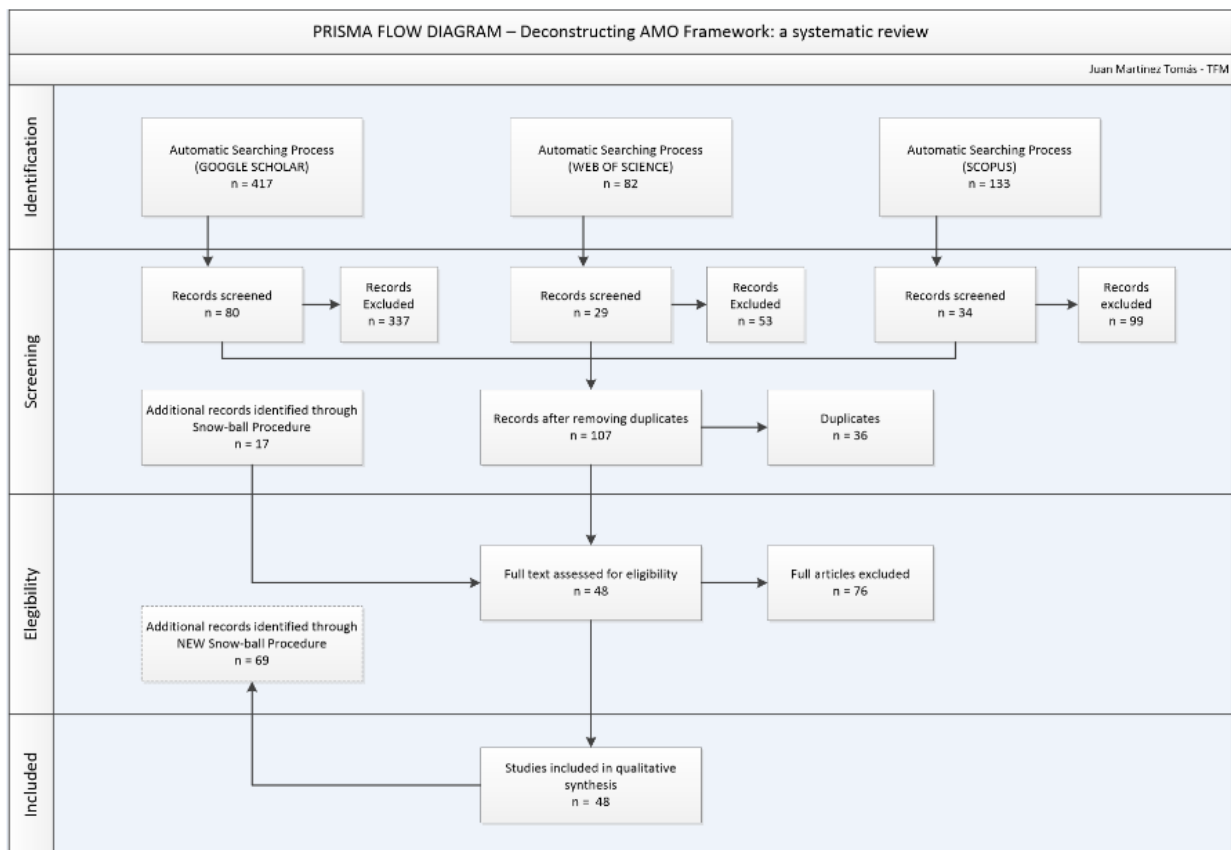 PRISMA FLOW DIAGRAM – Deconstructing AMO Framework: a systematic review
Juan Martínez Tomás - TFM
Identification
Automatic Searching Process
(GOOGLE SCHOLAR)
n = 417
Automatic Searching Process
(WEB OF SCIENCE)
n = 82
Automatic Searching Process
(SCOPUS)
n = 133
Screening
Records screened
n = 80
Records
Excluded
n = 337
Records screened
n = 29
Records
Excluded
n = 53
Records screened
n = 34
Records
excluded
n = 99
Additional records identified through
Snow-ball Procedure
n = 17
Records after removing duplicates
n = 107
Duplicates
n = 36
Elegibility
Full text assessed for eligibility
n = 48
Full articles excluded
n = 76
Additional records identified through
NEW Snow-ball Procedure
n = 69
Included
Studies included in qualitative
synthesis
n = 48